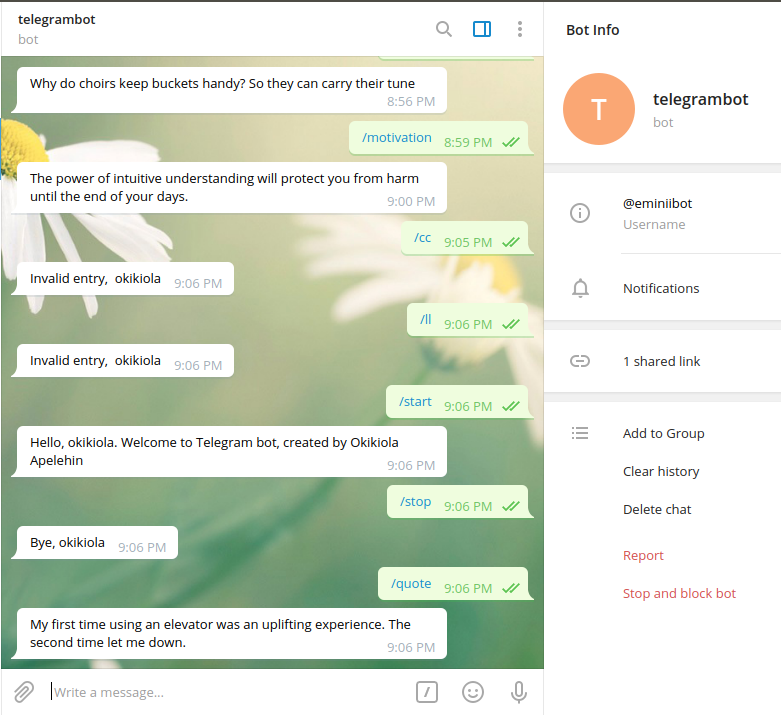 telegrambot
bot
Why do choirs keep buckets handy? So they can carry their tune
8:56 PM
/motivation 8:59 PM
The power of intuitive understanding will protect you from harm
until the end of your days.
9:00 PM
/cc 9:05 PM
Invalid entry,  okikiola 9:06 PM
/ll 9:06 PM
Invalid entry,  okikiola 9:06 PM
/start 9:06 PM
Hello, okikiola. Welcome to Telegram bot, created by Okikiola
Apelehin
9:06 PM
/stop 9:06 PM
Bye, okikiola 9:06 PM
/quote 9:06 PM
My first time using an elevator was an uplifting experience. The
second time let me down.
9:06 PM
Write a message...
Bot Info
T
telegrambot
bot
@eminiibot
Username
Notifications
1 shared link
Add to Group
Clear history
Delete chat
Report
Stop and block bot